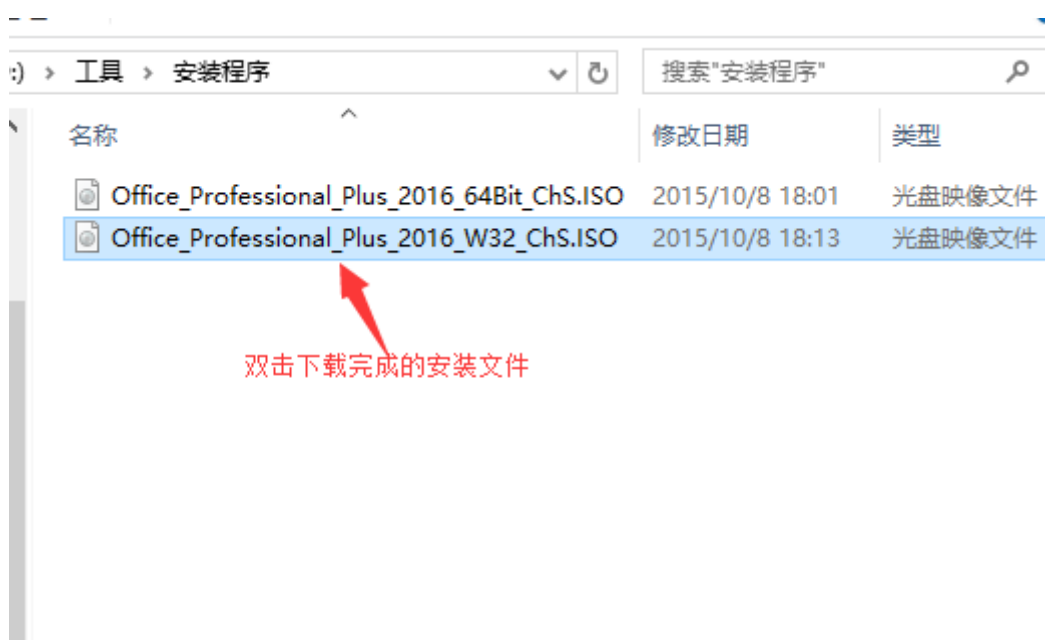 :) › 工具 › 安装程序
搜索"安装程序"
名称 修改日期 类型
Office_Professional_Plus_2016_64Bit_ChS.ISO 2015/10/8 18:01 光盘映像文件
Office_Professional_Plus_2016_W32_ChS.ISO 2015/10/8 18:13 光盘映像文件
双击下载完成的安装文件